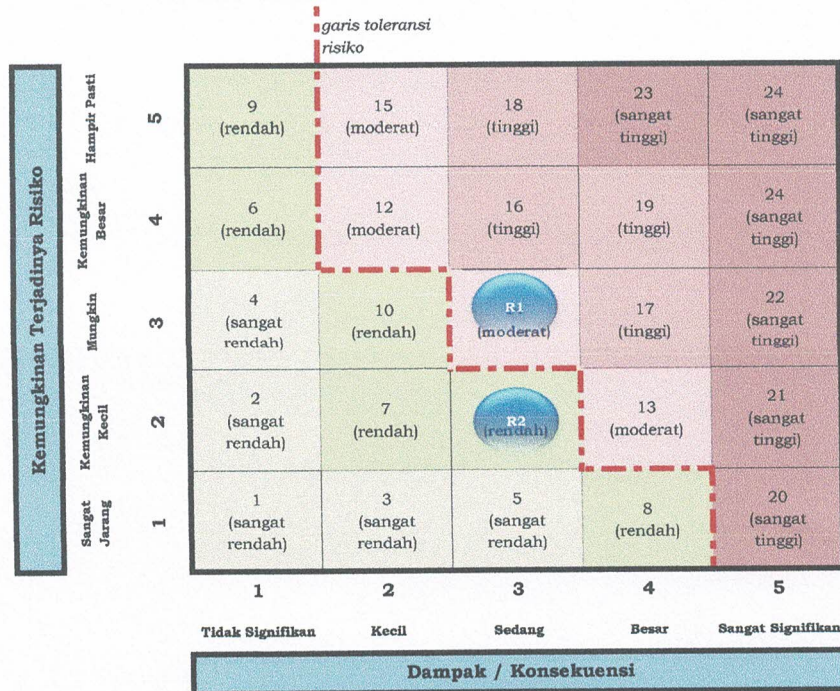 garis toleransi
risiko
Kemungkinan Terjadinya Risiko
Hampir Pasti
5
9
(rendah)
15
(moderat)
18
(tinggi)
23
(sangat
tinggi)
24
(sangat
tinggi)
Kemungkinan
Besar
4
6
(rendah)
12
(moderat)
16
(tinggi)
19
(tinggi)
24
(sangat
tinggi)
Mungkin
3
4
(sangat
rendah)
10
(rendah)
R1
(moderat)
17
(tinggi)
22
(sangat
tinggi)
Kemungkinan
Kecil
2
2
(sangat
rendah)
7
(rendah)
R2
(rendah)
13
(moderat)
21
(sangat
tinggi)
Sangat
Jarang
1
1
(sangat
rendah)
3
(sangat
rendah)
5
(sangat
rendah)
8
(rendah)
20
(sangat
tinggi)
1 2 3 4 5
Tidak Signifikan Kecil Sedang Besar Sangat Signifikan
Dampak / Konsekuensi